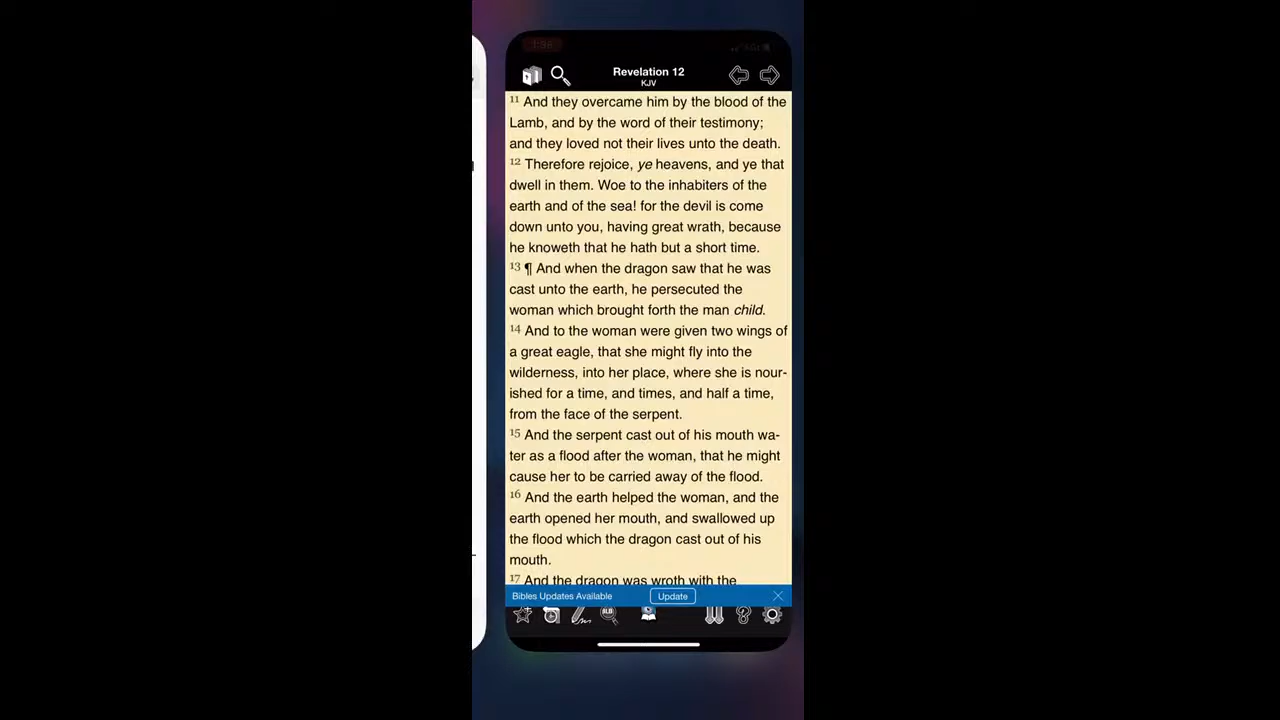 1:36
Revelation 12
KJV
11 And they overcame him by the blood of the
Lamb, and by the word of their testimony;
and they loved not their lives unto the death.
12 Therefore rejoice, ye heavens, and ye that
dwell in them. Woe to the inhabiters of the
earth and of the sea! for the devil is come
down unto you, having great wrath, because
he knoweth that he hath but a short time.
13 ¶ And when the dragon saw that he was
cast unto the earth, he persecuted the
woman which brought forth the man child.
14 And to the woman were given two wings of
a great eagle, that she might fly into the
wilderness, into her place, where she is nour-
ished for a time, and times, and half a time,
from the face of the serpent.
15 And the serpent cast out of his mouth wa-
ter as a flood after the woman, that he might
cause her to be carried away of the flood.
16 And the earth helped the woman, and the
earth opened her mouth, and swallowed up
the flood which the dragon cast out of his
mouth.
17 And the dragon was wroth with the
Bibles Updates Available Update